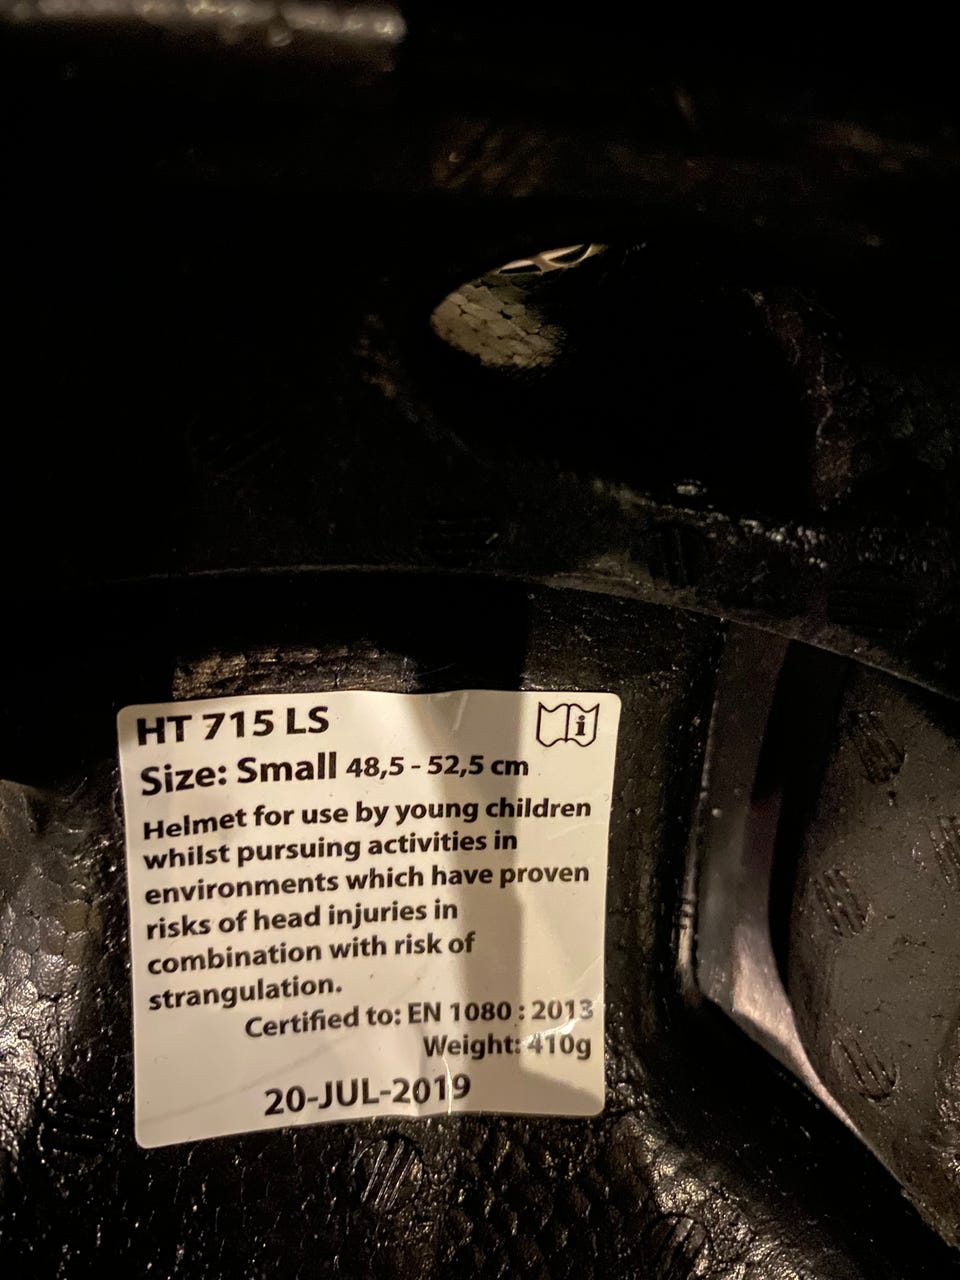 HT 715 LS
i
Size: Small 48,5 - 52,5 cm
Helmet for use by young children
whilst pursuing activities in
environments which have proven
risks of head injuries in
combination with risk of
strangulation.
Certified to: EN 1080 : 2013
Weight: 410g
20-JUL-2019